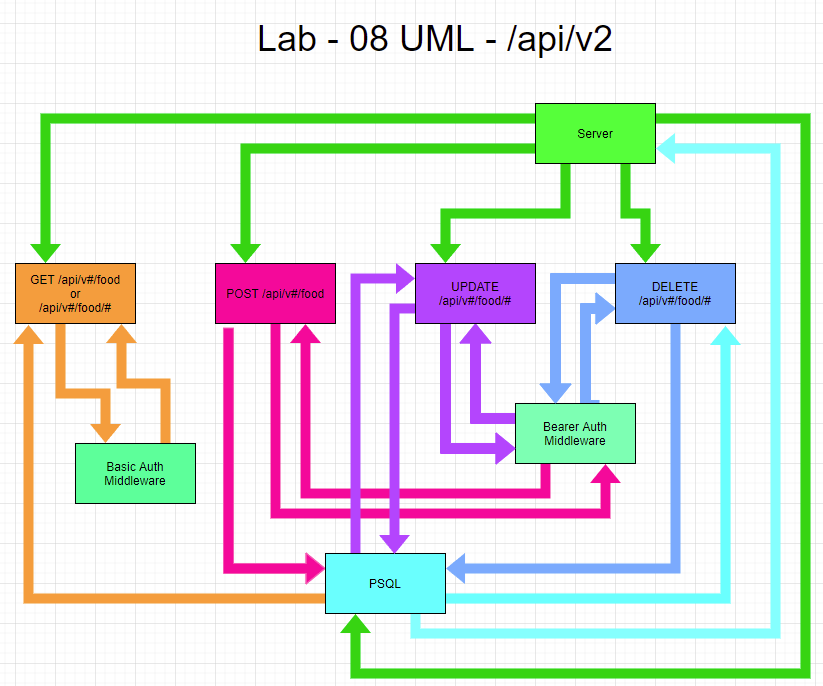 Lab - 08 UML - /api/v2
Server
GET /api/v#/food
or
/api/v#/food/#
POST /api/v#/food
UPDATE
/api/v#/food/#
DELETE
/api/v#/food/#
Bearer Auth
Middleware
Basic Auth
Middleware
PSQL